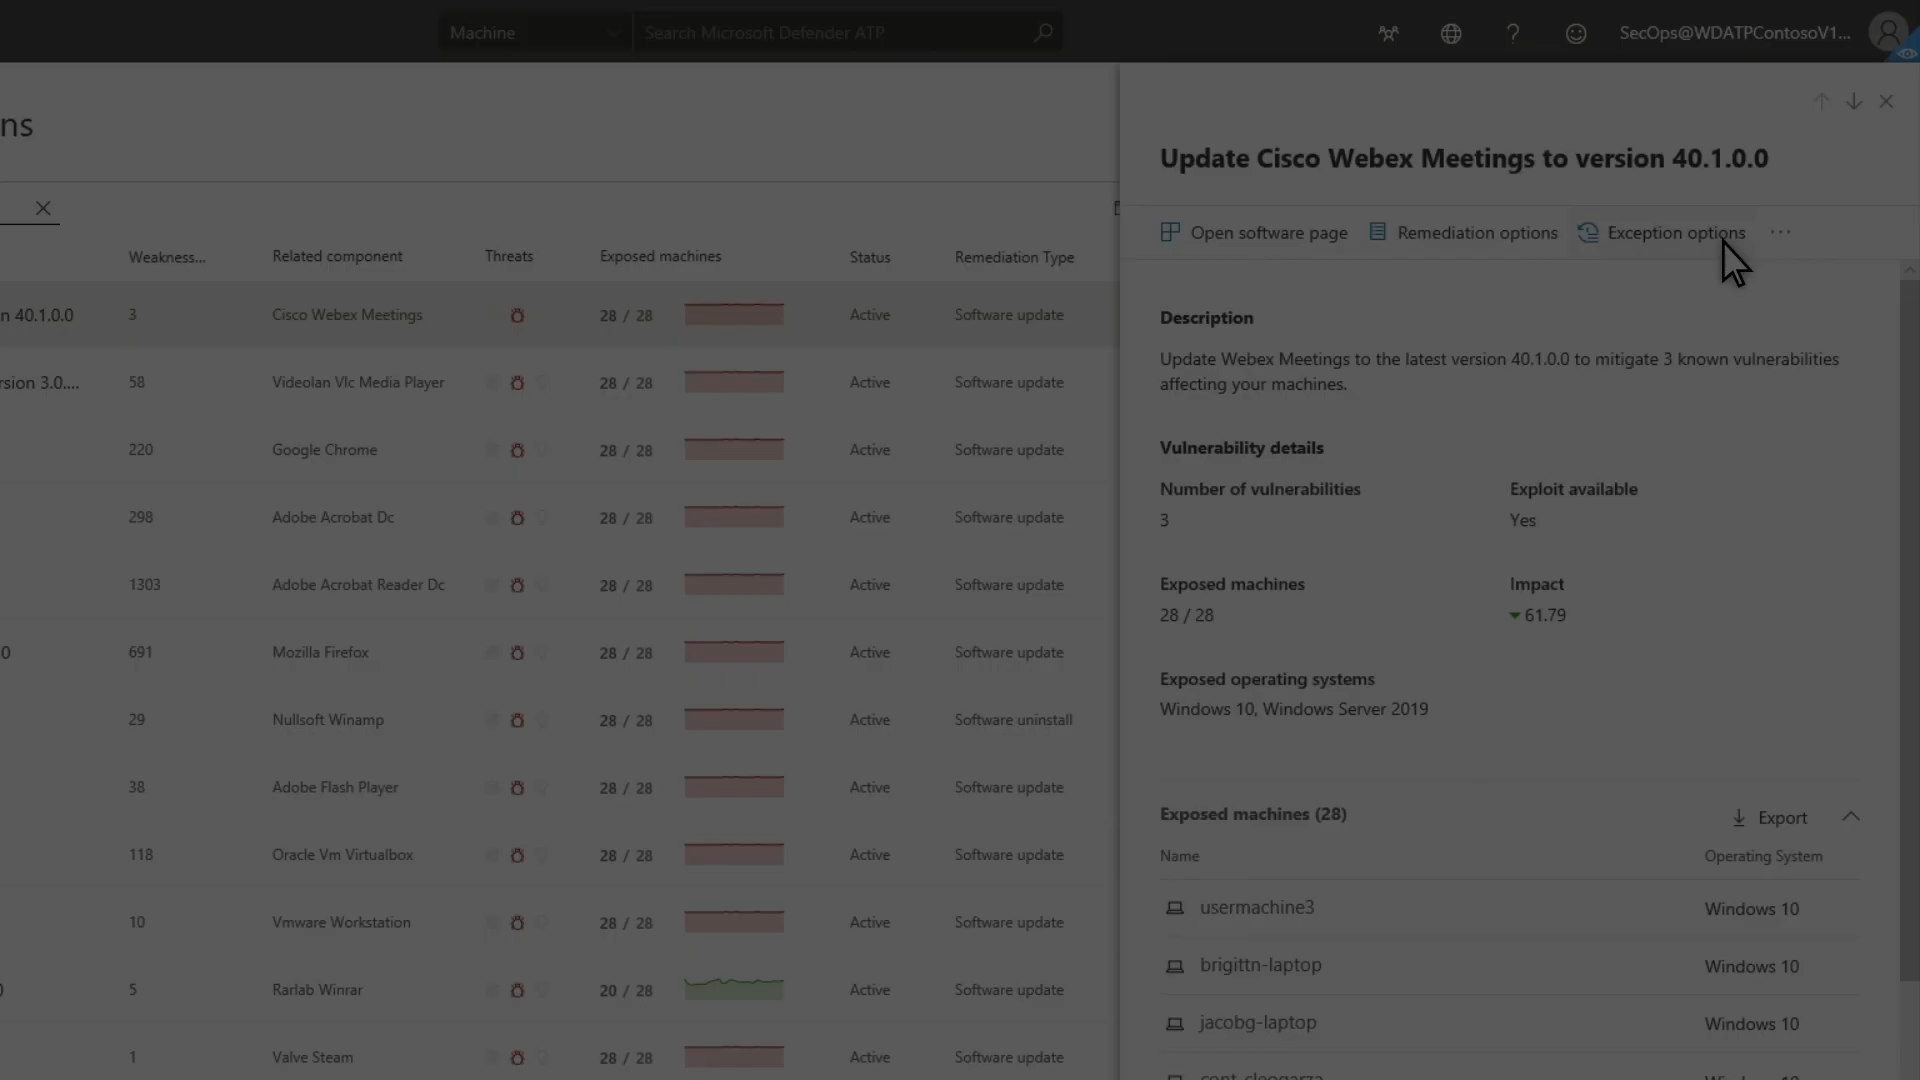 Machine
Search Microsoft Defender ATP
?
SecOps@WDATPContosoV1...
ns
Weakness... Related component Threats Exposed machines Status Remediation Type
n 40.1.0.0 3 Cisco Webex Meetings 28 / 28 Active Software update
rsion 3.0.... 58 Videolan Vlc Media Player 28 / 28 Active Software update
220 Google Chrome 28 / 28 Active Software update
298 Adobe Acrobat Dc 28 / 28 Active Software update
1303 Adobe Acrobat Reader Dc 28 / 28 Active Software update
0 691 Mozilla Firefox 28 / 28 Active Software update
29 Nullsoft Winamp 28 / 28 Active Software uninstall
38 Adobe Flash Player 28 / 28 Active Software update
118 Oracle Vm Virtualbox 28 / 28 Active Software update
10 Vmware Workstation 28 / 28 Active Software update
5 Rarlab Winrar 20 / 28 Active Software update
1 Valve Steam 28 / 28 Active Software update
Update Cisco Webex Meetings to version 40.1.0.0
Open software page Remediation options Exception options ...
Description
Update Webex Meetings to the latest version 40.1.0.0 to mitigate 3 known vulnerabilities
affecting your machines.
Vulnerability details
Number of vulnerabilities Exploit available
3 Yes
Exposed machines Impact
28 / 28 61.79
Exposed operating systems
Windows 10, Windows Server 2019
Exposed machines (28) Export
Name Operating System
usermachine3 Windows 10
brigittn-laptop Windows 10
jacobg-laptop Windows 10